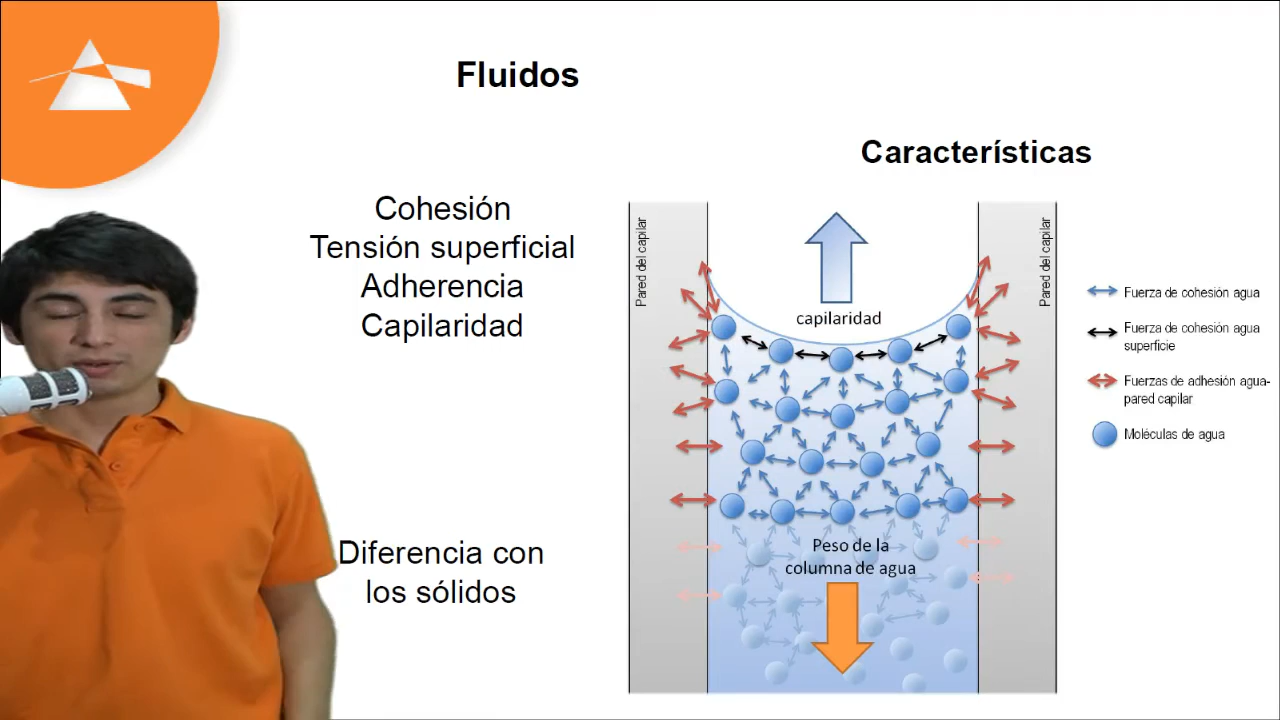 Fluidos
Características
Cohesión
Tensión superficial
Adherencia
Capilaridad
Diferencia con
los sólidos
Pared del capilar
capilaridad
Peso de la
columna de agua
Pared del capilar
Fuerza de cohesión agua
Fuerza de cohesión agua
superficie
Fuerzas de adhesión agua-
pared capilar
Moléculas de agua